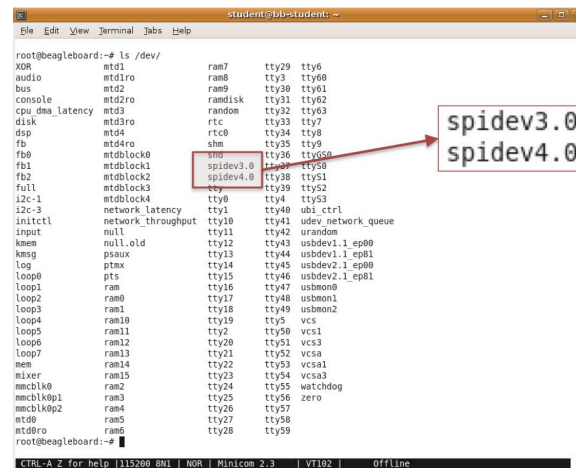 student@bb-student: ~
File Edit View Terminal Tabs Help
root@beagleboard:~# ls /dev/
XOR mtd1 ram7 tty29 tty6
audio mtd1ro ram8 tty3 tty60
bus mtd2 ram9 tty30 tty61
console mtd2ro ramdisk tty31 tty62
cpu_dma_latency mtd3 random tty32 tty63
disk mtd3ro rtc tty33 tty7
dsp mtd4 rtc0 tty34 tty8
fb mtd4ro shm tty35 tty9
fb0 mtdblock0 snd tty36 ttyGS0
fb1 mtdblock1 spidev3.0 tty37 ttyS0
fb2 mtdblock2 spidev4.0 tty38 ttyS1
full mtdblock3 tty tty39 ttyS2
i2c-1 mtdblock4 tty0 tty4 ttyS3
i2c-3 network_latency tty1 tty40 ubi_ctrl
initctl network_throughput tty10 tty41 udev_network_queue
input null tty11 tty42 urandom
kmem null.old tty12 tty43 usbdev1.1_ep00
kmsg psaux tty13 tty44 usbdev1.1_ep81
log ptmx tty14 tty45 usbdev2.1_ep00
loop0 pts tty15 tty46 usbdev2.1_ep81
loop1 ram tty16 tty47 usbmon0
loop2 ram0 tty17 tty48 usbmon1
loop3 ram1 tty18 tty49 usbmon2
loop4 ram10 tty19 tty5 vcs
loop5 ram11 tty2 tty50 vcs1
loop6 ram12 tty20 tty51 vcs3
loop7 ram13 tty21 tty52 vcsa
mem ram14 tty22 tty53 vcsa1
mixer ram15 tty23 tty54 vcsa3
mmcblk0 ram2 tty24 tty55 watchdog
mmcblk0p1 ram3 tty25 tty56 zero
mmcblk0p2 ram4 tty26 tty57
mtd0 ram5 tty27 tty58
mtd0ro ram6 tty28 tty59
root@beagleboard:~#
CTRL-A Z for help |115200 8N1 | NOR | Minicom 2.3 | VT102 | Offline
spidev3.0
spidev4.0